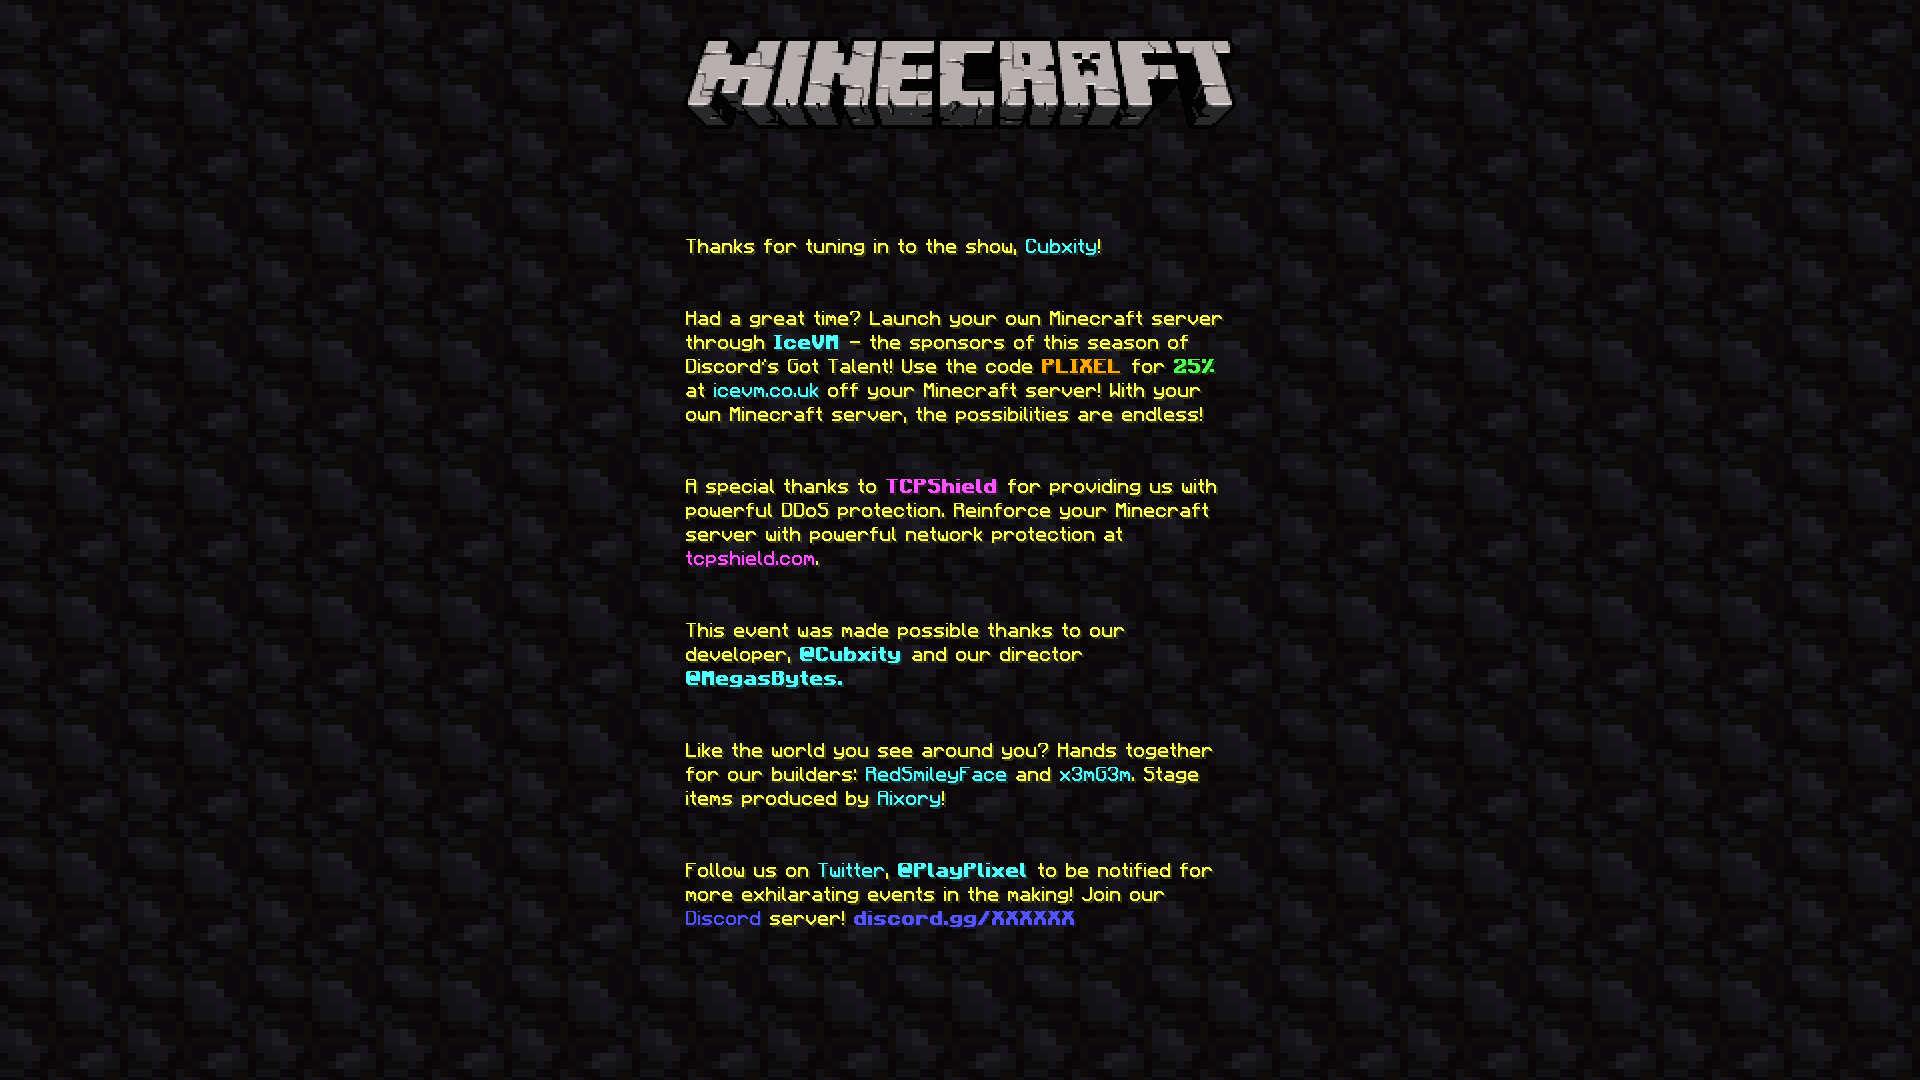 MINECRAFT
Thanks for tuning in to the show, Cubxity!
Had a great time? Launch your own Minecraft server
through IceVM - the sponsors of this season of
Discord's Got Talent! Use the code PLIXEL for 25%
at icevm.co.uk off your Minecraft server! With your
own Minecraft server, the possibilities are endless!
A special thanks to TCPShield for providing us with
powerful DDoS protection. Reinforce your Minecraft
server with powerful network protection at
tcpshield.com.
This event was made possible thanks to our
developer, @Cubxity and our director
@MegasBytes.
Like the world you see around you? Hands together
for our builders: RedSmileyFace and x3mG3m. Stage
items produced by Aixory!
Follow us on Twitter, @PlayPlixel to be notified for
more exhilarating events in the making! Join our
Discord server! discord.gg/XXXXXX